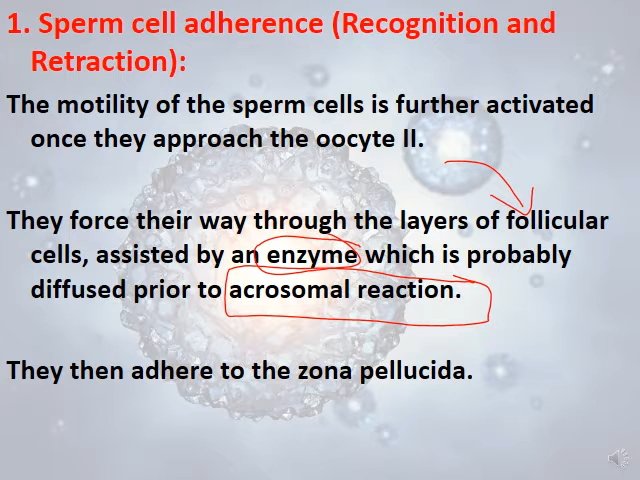 1. Sperm cell adherence (Recognition and
Retraction):
The motility of the sperm cells is further activated
once they approach the oocyte II.
They force their way through the layers of follicular
cells, assisted by an enzyme which is probably
diffused prior to acrosomal reaction.
They then adhere to the zona pellucida.